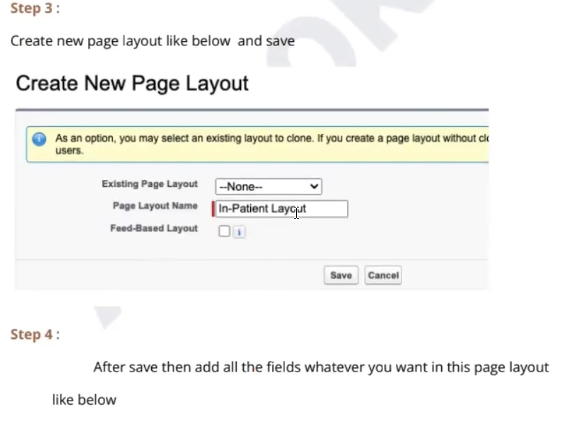 Step 3 :
Create new page layout like below and save
Create New Page Layout
As an option, you may select an existing layout to clone. If you create a page layout without
users.
Existing Page Layout --None--
Page Layout Name In-Patient Layout
Feed-Based Layout i
Save Cancel
Step 4 :
After save then add all the fields whatever you want in this page layout
like below